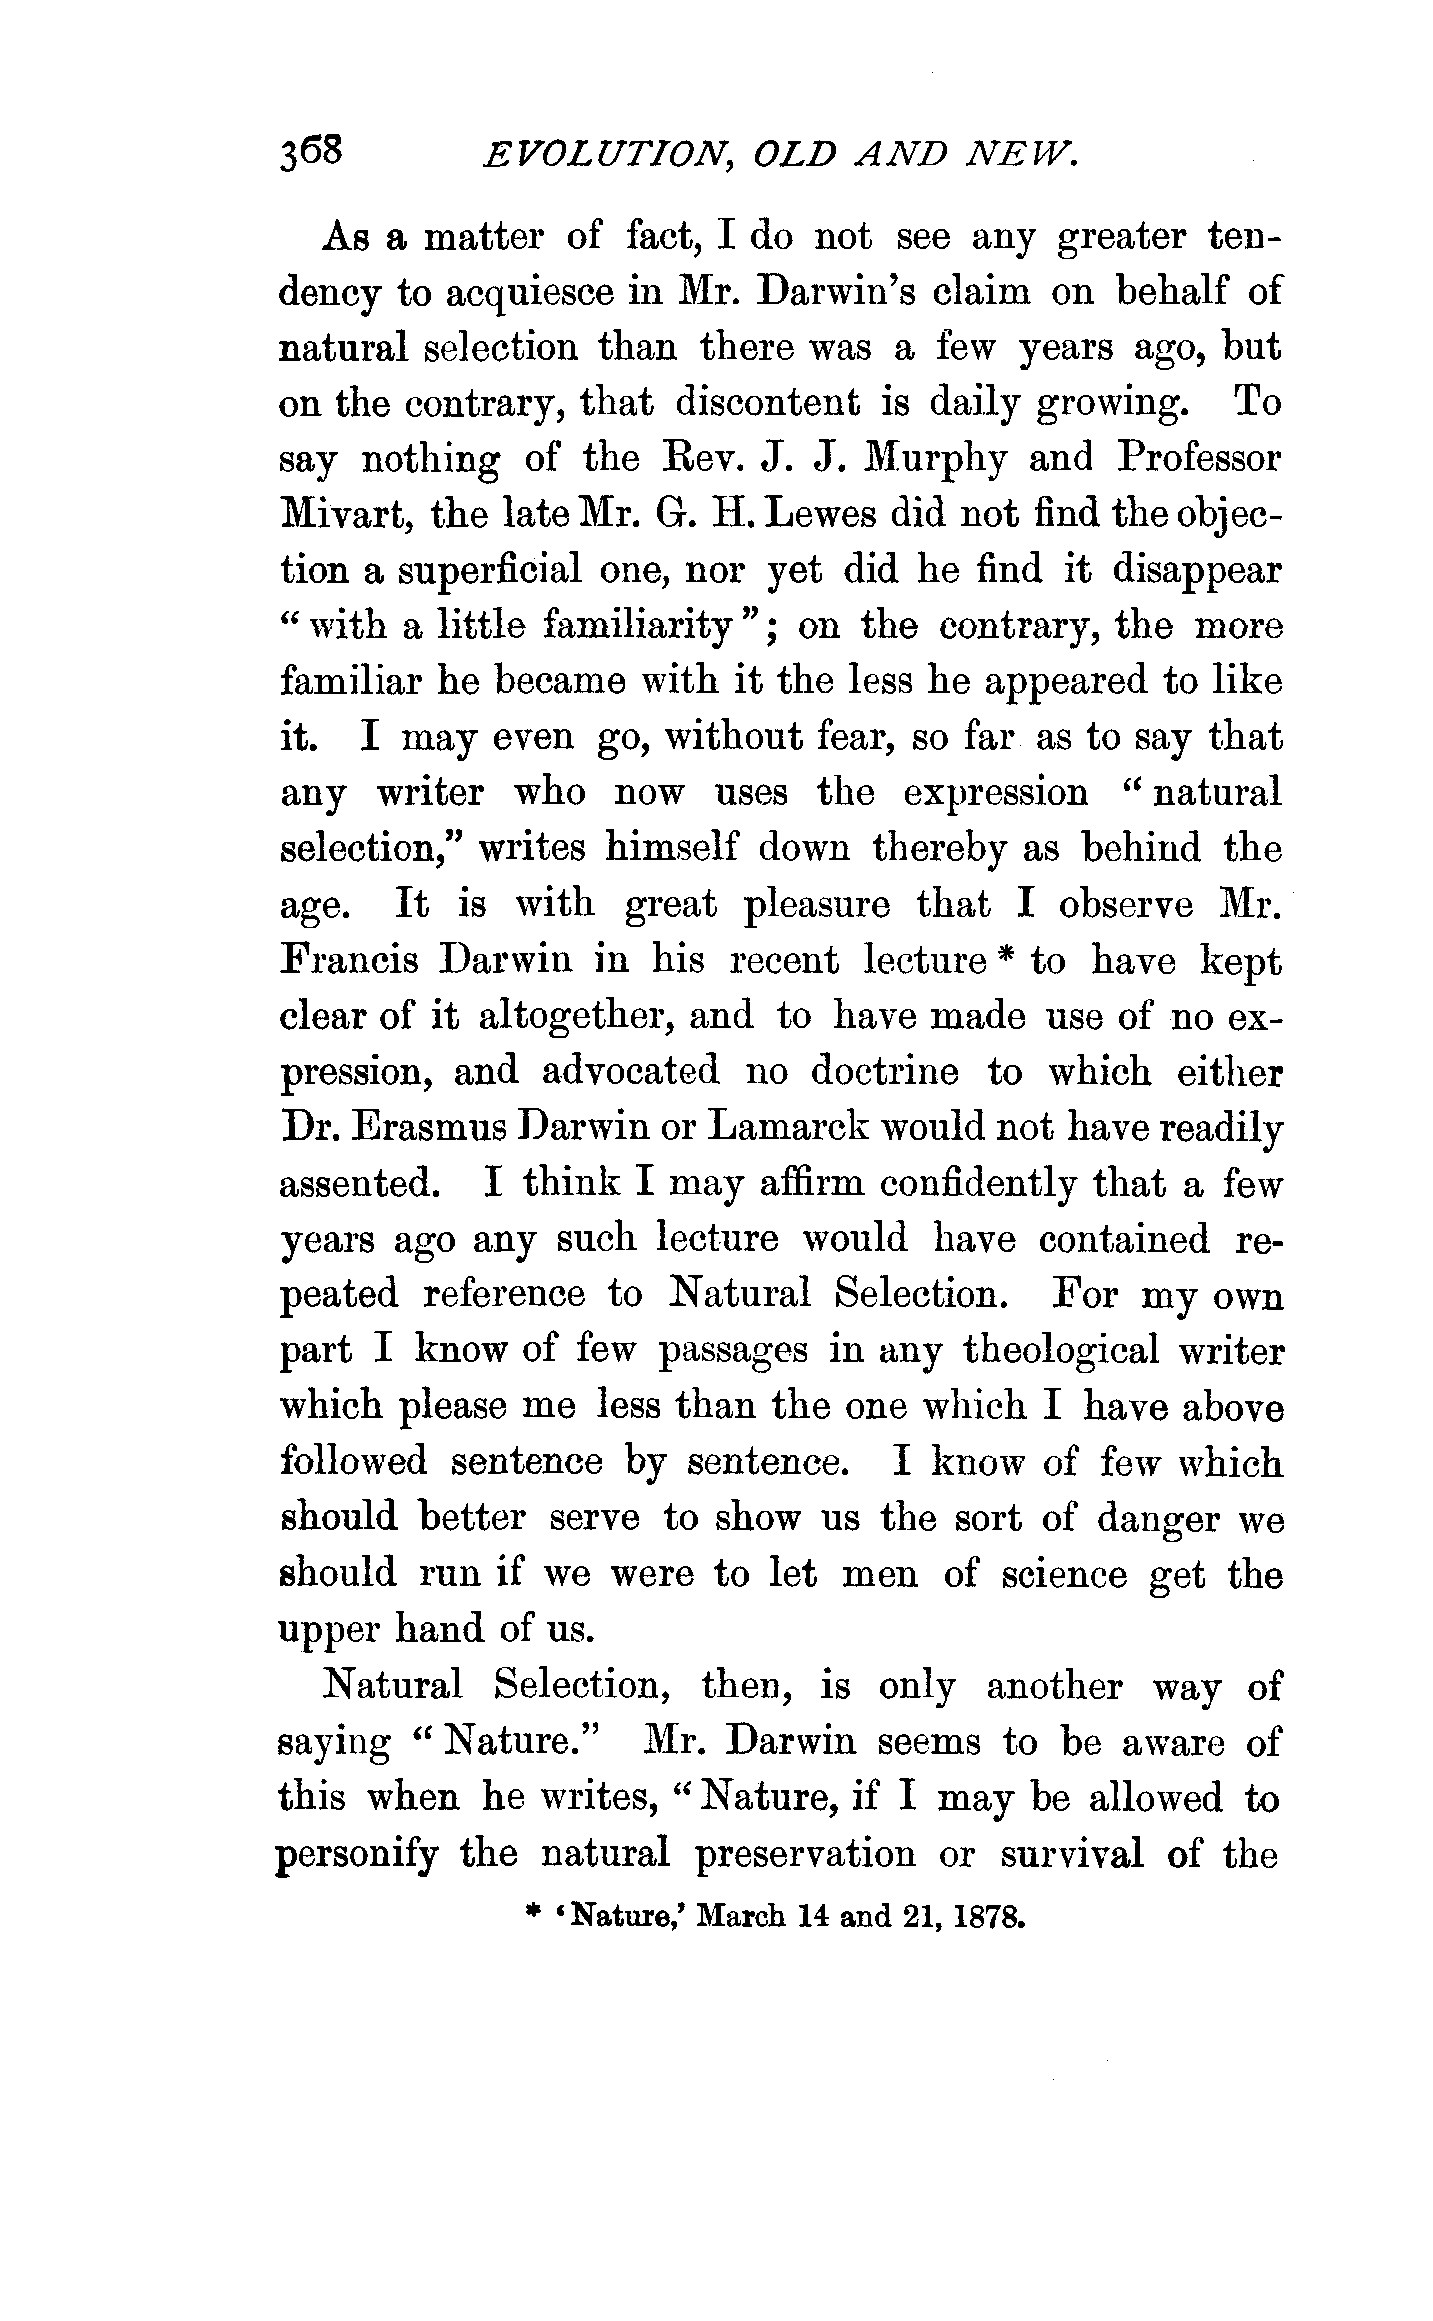 368 EVOLUTION, OLD AND NEW.
As a matter of fact, I do not see any greater ten-
dency to acquiesce in Mr. Darwin's claim on behalf of
natural selection than there was a few years ago, but
on the contrary, that discontent is daily growing. To
say nothing of the Rev. J. J. Murphy and Professor
Mivart, the late Mr. G. H. Lewes did not find the objec-
tion a superficial one, nor yet did he find it disappear
“with a little familiarity”; on the contrary, the more
familiar he became with it the less he appeared to like
it. I may even go, without fear, so far as to say that
any writer who now uses the expression “natural
selection,” writes himself down thereby as behind the
age. It is with great pleasure that I observe Mr.
Francis Darwin in his recent lecture * to have kept
clear of it altogether, and to have made use of no ex-
pression, and advocated no doctrine to which either
Dr. Erasmus Darwin or Lamarck would not have readily
assented. I think I may affirm confidently that a few
years ago any such lecture would have contained re-
peated reference to Natural Selection. For my own
part I know of few passages in any theological writer
which please me less than the one which I have above
followed sentence by sentence. I know of few which
should better serve to show us the sort of danger we
should run if we were to let men of science get the
upper hand of us.
Natural Selection, then, is only another way of
saying “Nature.” Mr. Darwin seems to be aware of
this when he writes, “Nature, if I may be allowed to
personify the natural preservation or survival of the
* ‘Nature,’ March 14 and 21, 1878.